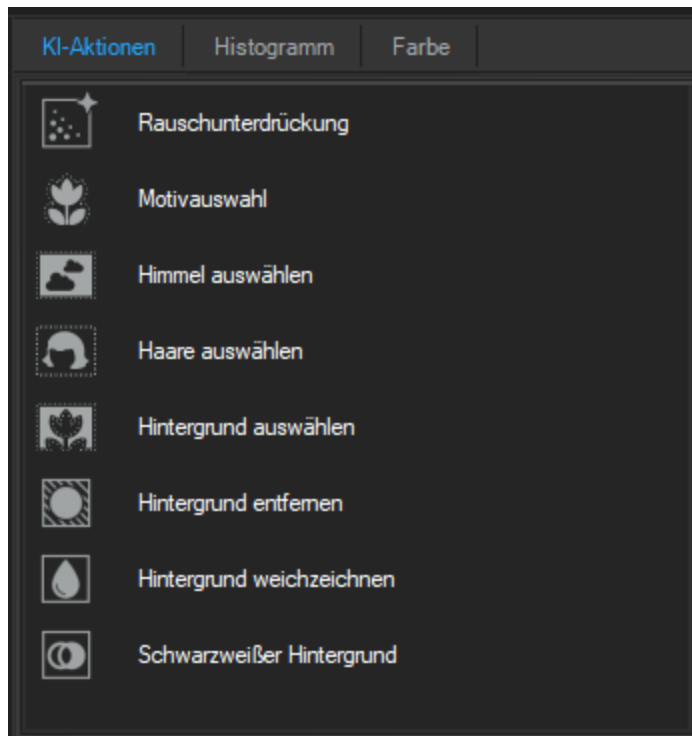 KI-Aktionen Histogramm Farbe
Rauschunterdrückung
Motivauswahl
Himmel auswählen
Haare auswählen
Hintergrund auswählen
Hintergrund entfernen
Hintergrund weichzeichnen
Schwarzweißer Hintergrund